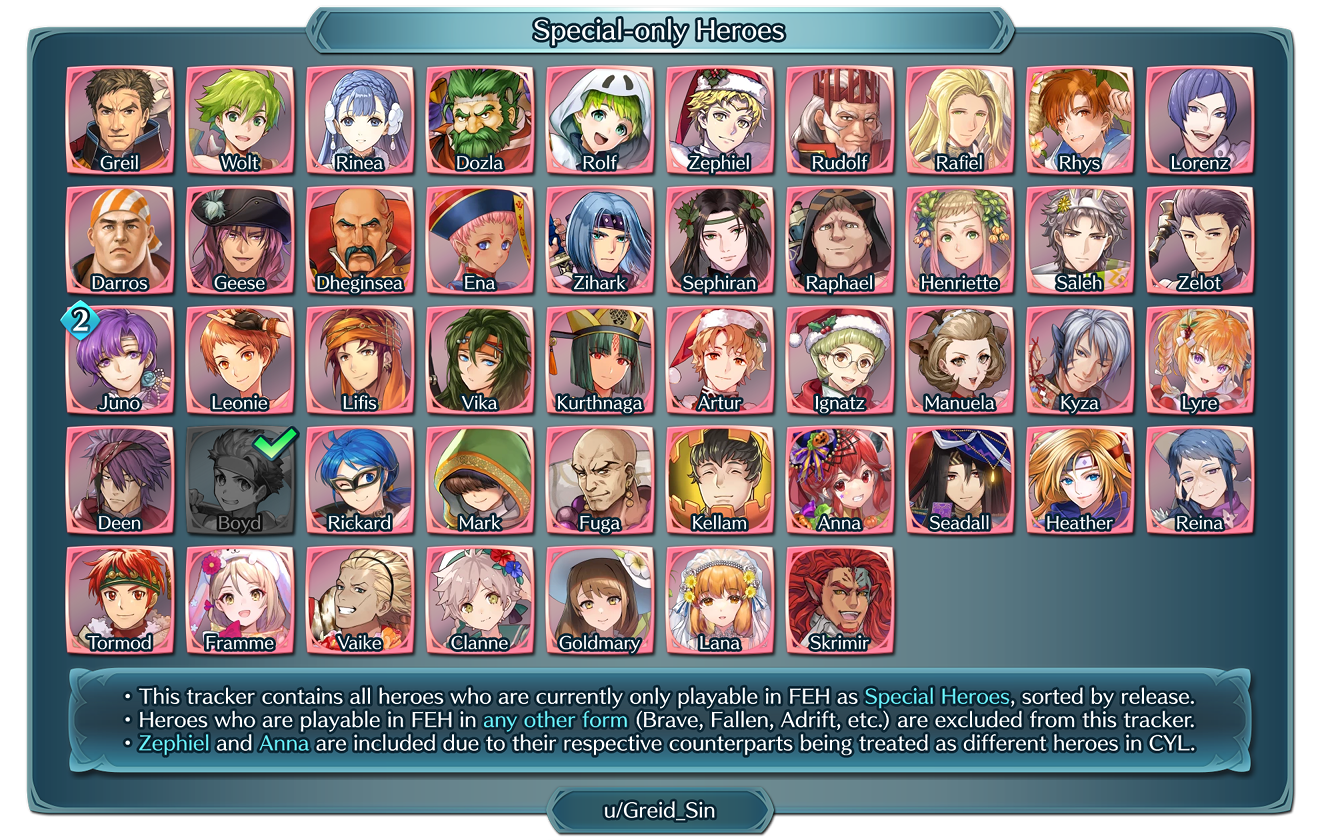 Special-only Heroes
Greil Wolt Rinea Dozla Rolf Zephiel Rudolf Rafiel Rhys Lorenz
Darros Geese Dheginsea Ena Zihark Sephiran Raphael Henriette Saleh Zelot
2
Juno Leonie Lifis Vika Kurthnaga Artur Ignatz Manuela Kyza Lyre
Deen Boyd Rickard Mark Fuga Kellam Anna Seadall Heather Reina
Tormod Framme Vaike Clanne Goldmary Lana Skrimir
• This tracker contains all heroes who are currently only playable in FEH as Special Heroes, sorted by release.
• Heroes who are playable in FEH in any other form (Brave, Fallen, Adrift, etc.) are excluded from this tracker.
• Zephiel and Anna are included due to their respective counterparts being treated as different heroes in CYL.
u/Greid_Sin